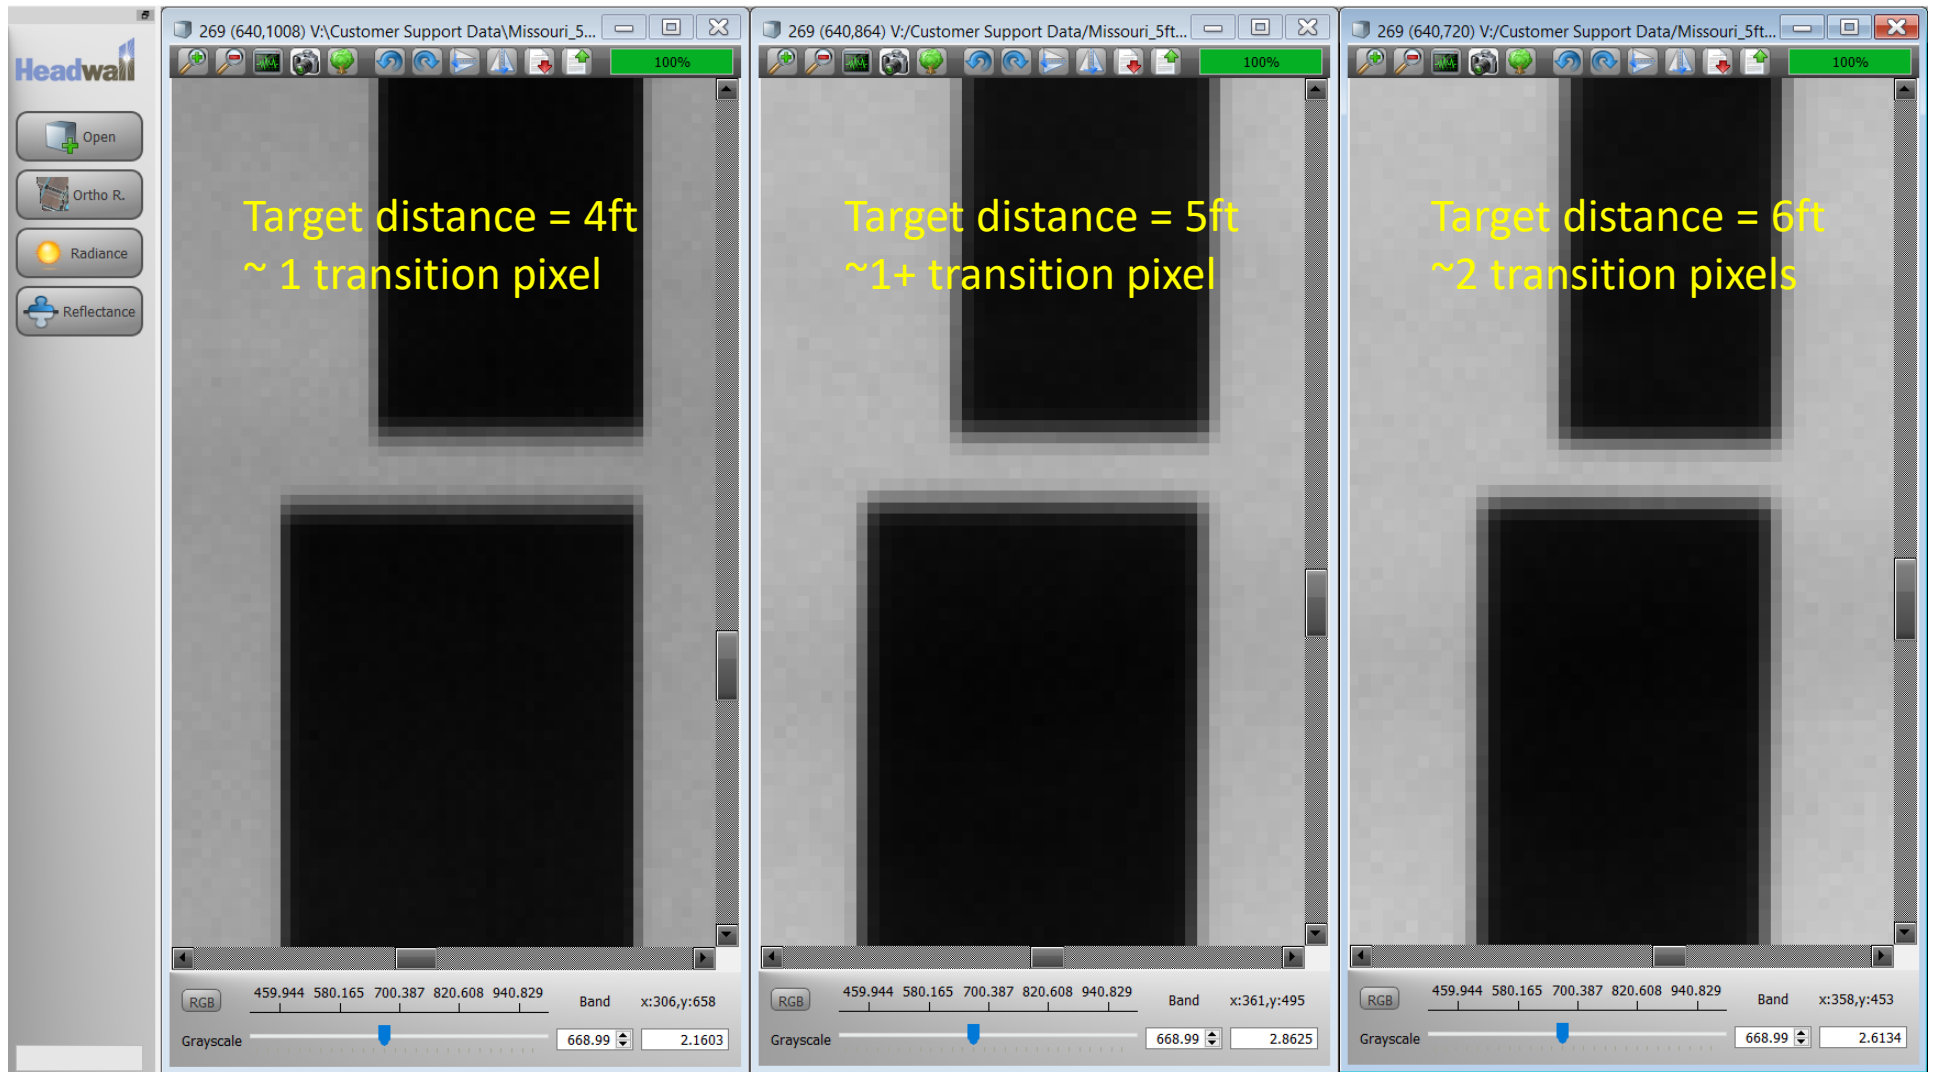 Headwall
Open
Ortho R.
Radiance
Reflectance
269 (640,1008) V:\Customer Support Data\Missouri_5...
100%
Target distance = 4ft
~ 1 transition pixel
RGB
459.944 580.165 700.387 820.608 940.829
Band
x:306,y:658
Grayscale
668.99
2.1603
269 (640,864) V:/Customer Support Data/Missouri_5ft...
100%
Target distance = 5ft
~1+ transition pixel
RGB
459.944 580.165 700.387 820.608 940.829
Band
x:361,y:495
Grayscale
668.99
2.8625
269 (640,720) V:/Customer Support Data/Missouri_5ft...
100%
Target distance = 6ft
~2 transition pixels
RGB
459.944 580.165 700.387 820.608 940.829
Band
x:358,y:453
Grayscale
668.99
2.6134